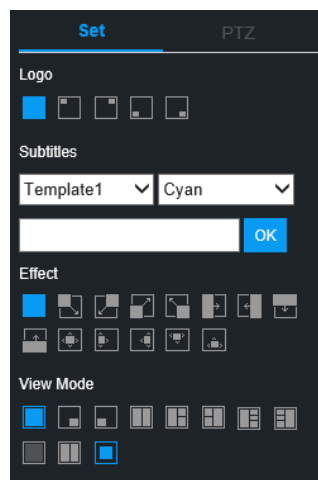 Set PTZ
Logo
Subtitles
Template1 Cyan
OK
Effect
View Mode